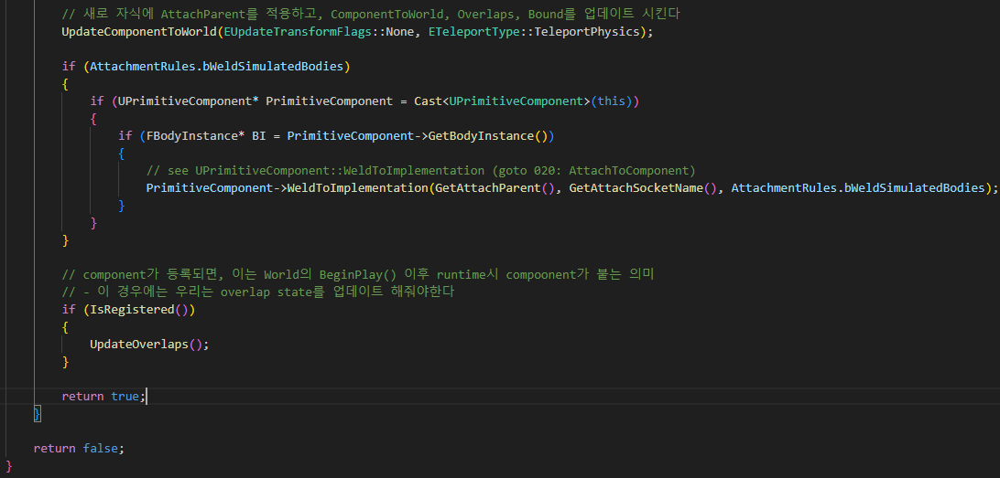 // 새로 자식에 AttachParent를 적용하고, ComponentToWorld, Overlaps, Bound를 업데이트 시킨다
UpdateComponentToWorld(EUpdateTransformFlags::None, ETeleportType::TeleportPhysics);
if (AttachmentRules.bWeldSimulatedBodies)
{
if (UPrimitiveComponent* PrimitiveComponent = Cast<UPrimitiveComponent>(this))
{
if (FBodyInstance* BI = PrimitiveComponent->GetBodyInstance())
{
// see UPrimitiveComponent::WeldToImplementation (goto 020: AttachToComponent)
PrimitiveComponent->WeldToImplementation(GetAttachParent(), GetAttachSocketName(), AttachmentRules.bWeldSimulatedBodies);
}
}
}
// component가 등록되면, 이는 World의 BeginPlay() 이후 runtime시 compoonent가 붙는 의미
// - 이 경우에는 우리는 overlap state를 업데이트 해줘야한다
if (IsRegistered())
{
UpdateOverlaps();
}
return true;
}
return false;
}